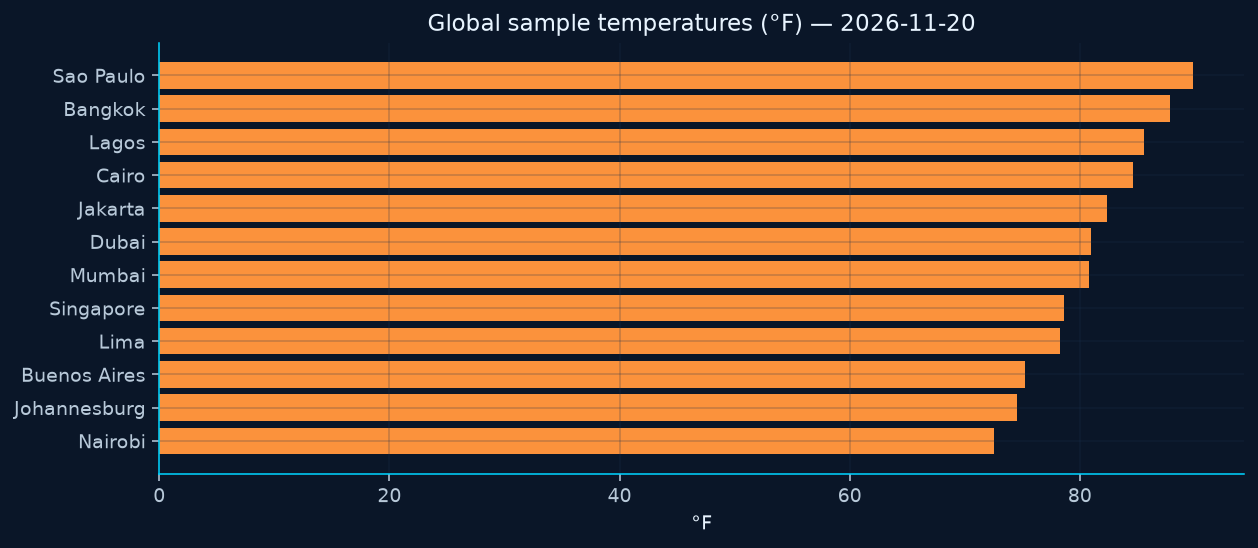 Global sample temperatures (°F) — 2026-11-20
Sao Paulo
Bangkok
Lagos
Cairo
Jakarta
Dubai
Mumbai
Singapore
Lima
Buenos Aires
Johannesburg
Nairobi
0 20 40 60 80
°F